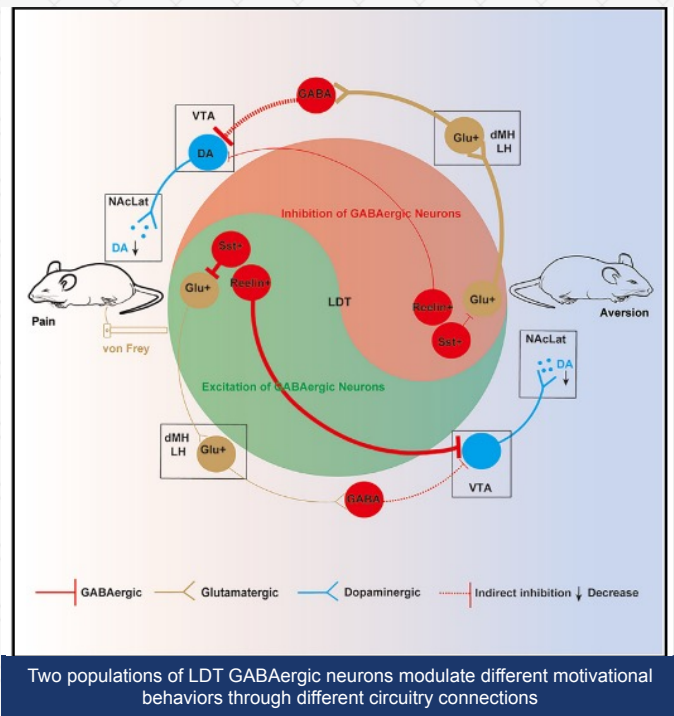 GABA
VTA
DA
Glu+
dMH
LH
NAcLat
DA ↓
Inhibition of GABAergic Neurons
Sst+
Glu+
Reelin+
LDT
Reelin+
Glu+
Sst+
Pain
Aversion
von Frey
NAcLat
DA
↓
Excitation of GABAergic Neurons
dMH
LH
Glu+
GABA
VTA
GABAergic
Glutamatergic
Dopaminergic
Indirect inhibition ↓ Decrease
Two populations of LDT GABAergic neurons modulate different motivational
behaviors through different circuitry connections